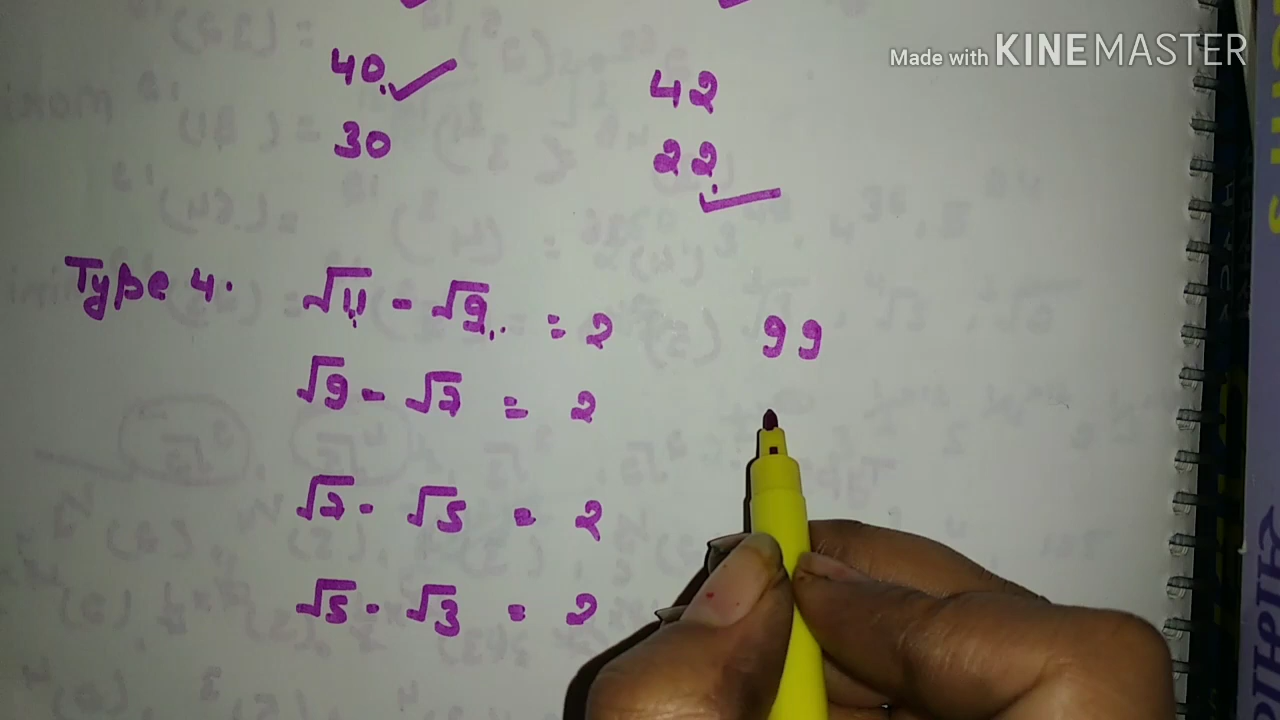 Made with KINEMASTER
40.✓ 42
30 22.✓
Type 4. √11 - √9 = 2 99
√9 - √7 = 2
√7 - √5 = 2
√5 - √3 = 2